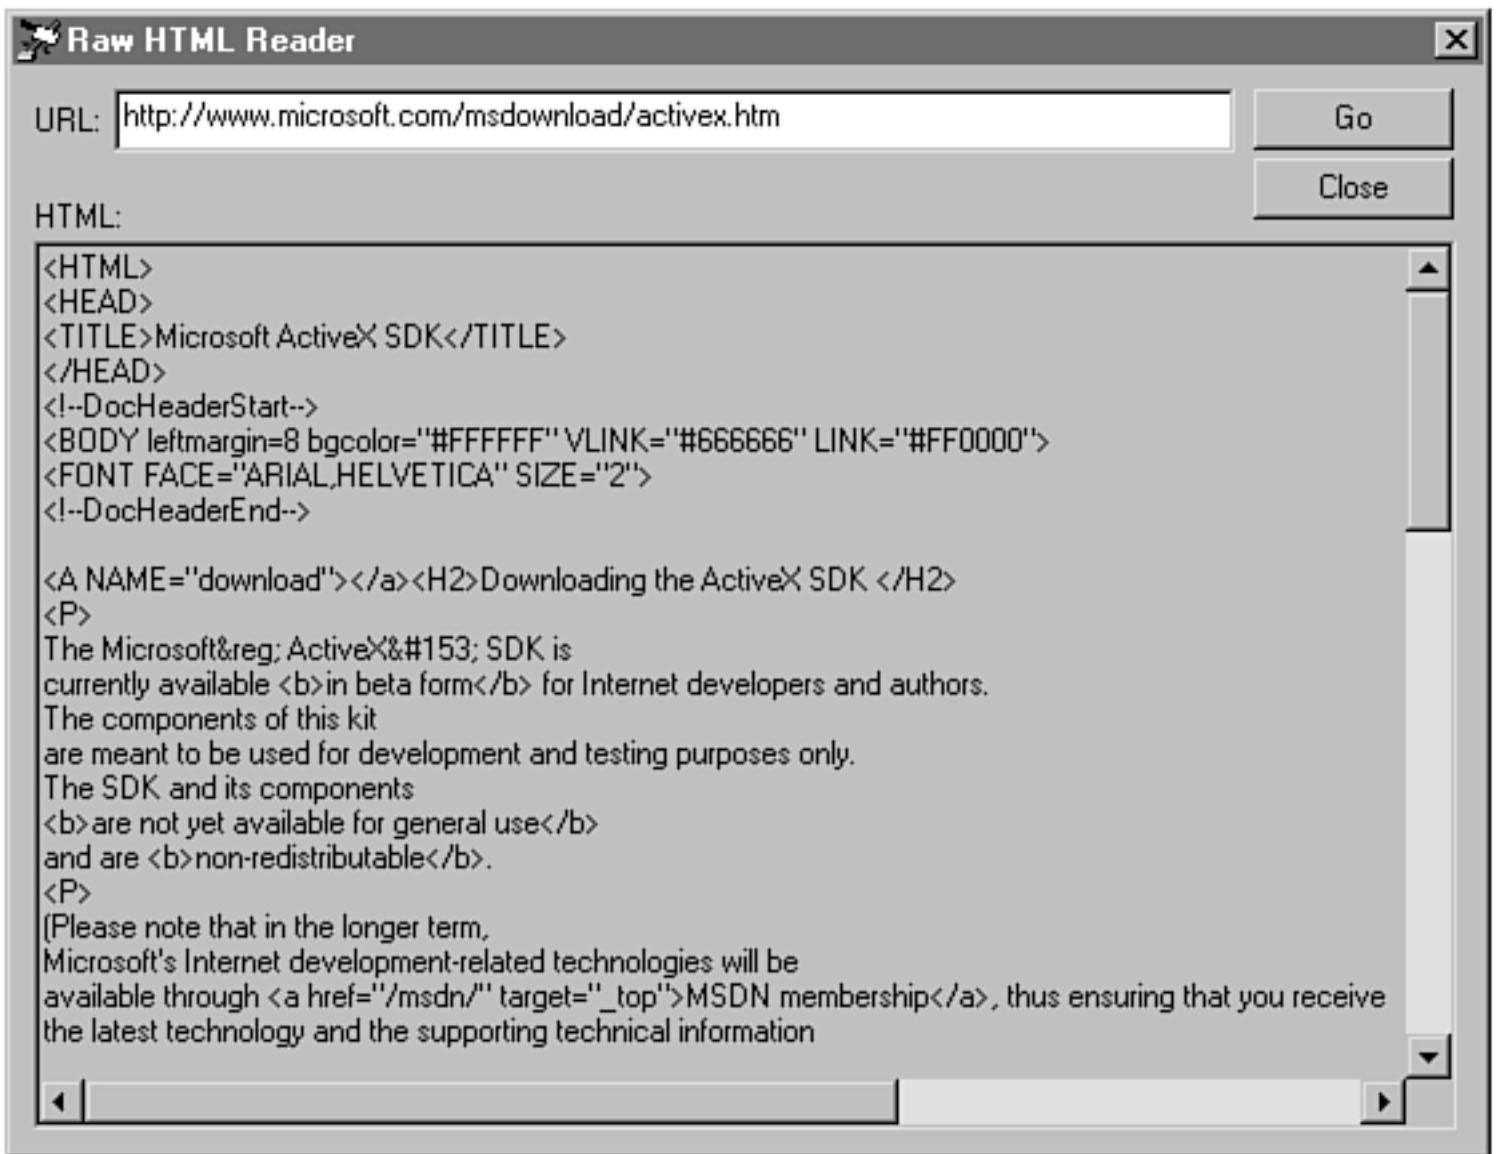 Raw HTML Reader
URL: http://www.microsoft.com/msdownload/activex.htm
Go
Close
HTML:
<HTML>
<HEAD>
<TITLE>Microsoft ActiveX SDK</TITLE>
</HEAD>
<!--DocHeaderStart-->
<BODY leftmargin=8 bgcolor="#FFFFFF" VLINK="#666666" LINK="#FF0000">
<FONT FACE="ARIAL,HELVETICA" SIZE="2">
<!--DocHeaderEnd-->
<A NAME="download"></a><H2>Downloading the ActiveX SDK </H2>
<P>
The Microsoft&reg; ActiveX&#153; SDK is
currently available <b>in beta form</b> for Internet developers and authors.
The components of this kit
are meant to be used for development and testing purposes only.
The SDK and its components
<b>are not yet available for general use</b>
and are <b>non-redistributable</b>.
<P>
(Please note that in the longer term,
Microsoft's Internet development-related technologies will be
available through <a href="/msdn/" target="_top">MSDN membership</a>, thus ensuring that you receive
the latest technology and the supporting technical information